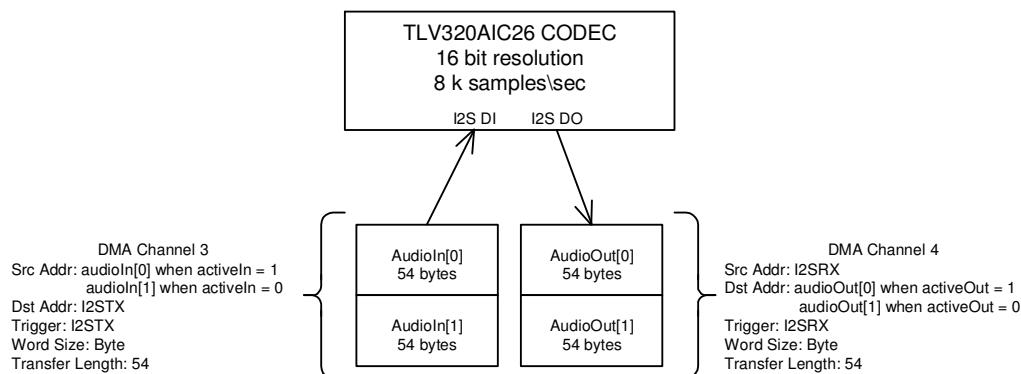 TLV320AIC26 CODEC
16 bit resolution
8 k samples\sec
I2S DI I2S DO
DMA Channel 3
Src Addr: audioIn[0] when activeIn = 1
audioIn[1] when activeIn = 0
Dst Addr: I2STX
Trigger: I2STX
Word Size: Byte
Transfer Length: 54
AudioIn[0]
54 bytes
AudioIn[1]
54 bytes
AudioOut[0]
54 bytes
AudioOut[1]
54 bytes
DMA Channel 4
Src Addr: I2SRX
Dst Addr: audioOut[0] when activeOut = 1
audioOut[1] when activeOut = 0
Trigger: I2SRX
Word Size: Byte
Transfer Length: 54